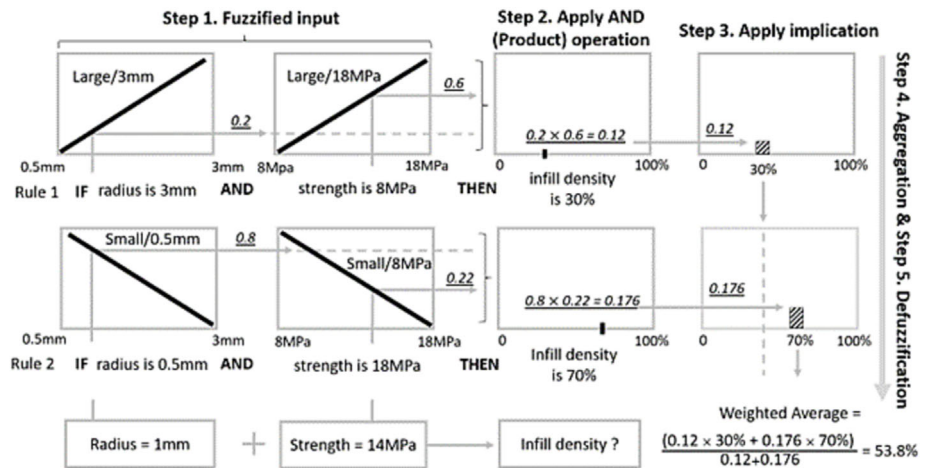 Step 1. Fuzzified input
Step 2. Apply AND
(Product) operation
Step 3. Apply implication
Large/3mm
0.2
0.5mm
3mm
Large/18MPa
0.6
8Mpa
18MPa
0.2 × 0.6 = 0.12
0
100%
infill density
is 30%
0.12
0
30%
100%
Rule 1 IF radius is 3mm AND strength is 8MPa THEN
Small/0.5mm
0.8
0.5mm
3mm
Small/8MPa
0.22
8MPa
18MPa
0.8 × 0.22 = 0.176
0
100%
Infill density
is 70%
0.176
0
70%
100%
Rule 2 IF radius is 0.5mm AND strength is 18MPa THEN
Step 4. Aggregation & Step 5. Defuzzification
Radius = 1mm
+
Strength = 14MPa
Infill density ?
Weighted Average =
(0.12 × 30% + 0.176 × 70%)
0.12+0.176
= 53.8%